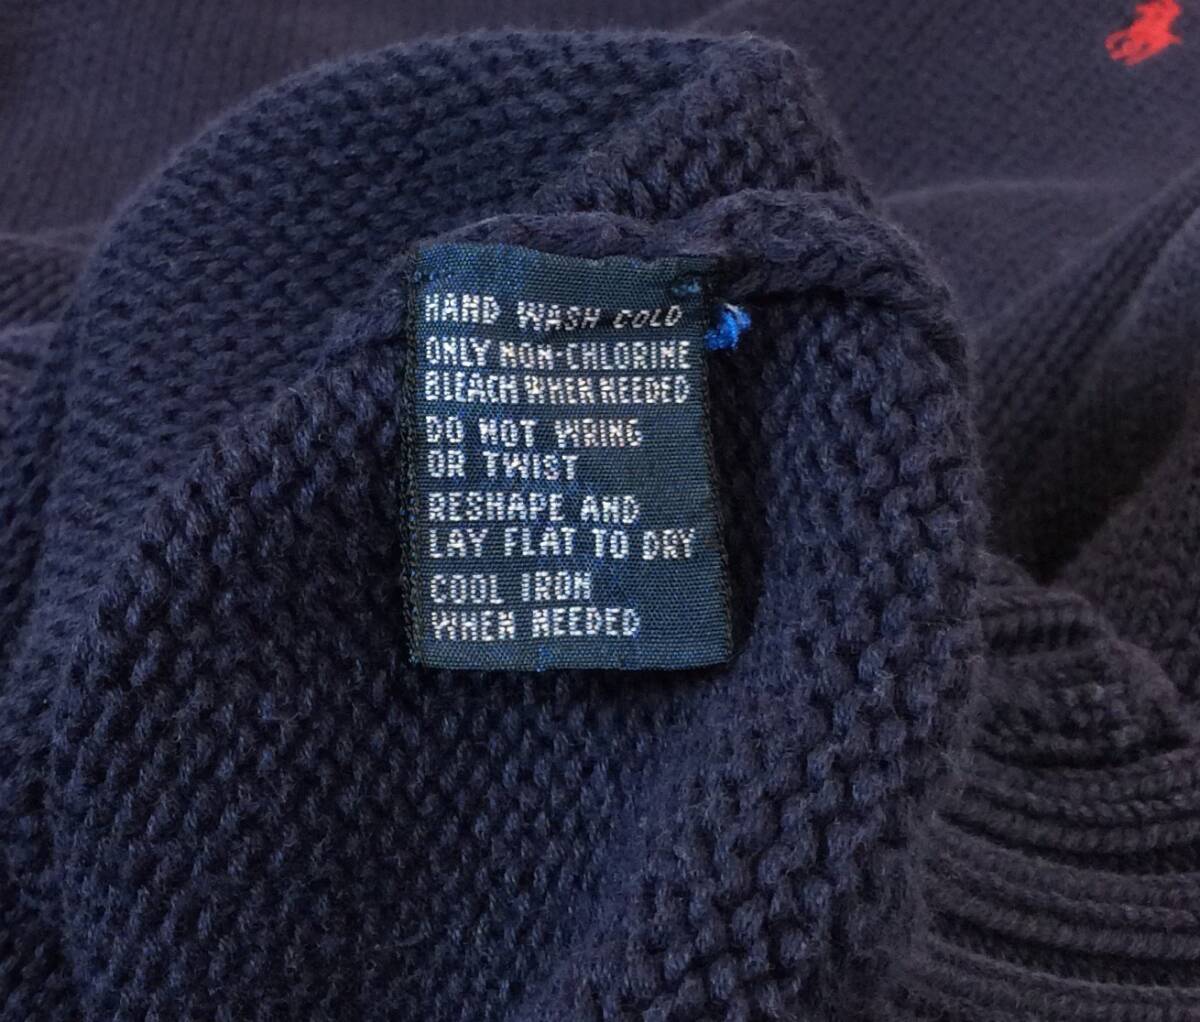 HAND WASH COLD
ONLY NON-CHLORINE
BLEACH WHEN NEEDED
DO NOT WRING
OR TWIST
RESHAPE AND
LAY FLAT TO DRY
COOL IRON
WHEN NEEDED